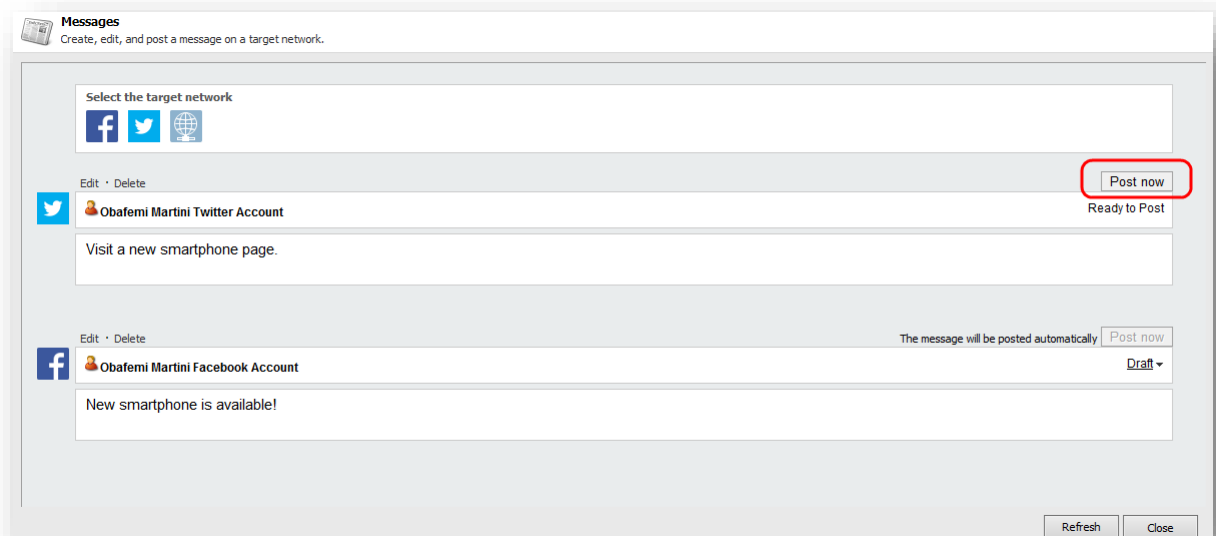 Messages
Create, edit, and post a message on a target network.
Select the target network
Edit · Delete
Post now
Obafemi Martini Twitter Account
Ready to Post
Visit a new smartphone page.
Edit · Delete
The message will be posted automatically
Post now
Obafemi Martini Facebook Account
Draft
New smartphone is available!
Refresh
Close